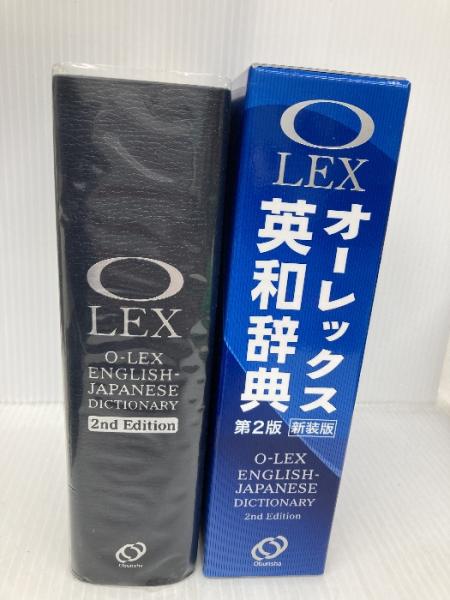 O
LEX
O-LEX
ENGLISH-
JAPANESE
DICTIONARY
2nd Edition
Obunsha
O
LEX
オーレックス
英和辞典
第2版 新装版
O-LEX
ENGLISH-
JAPANESE
DICTIONARY
2nd Edition
Obunsha